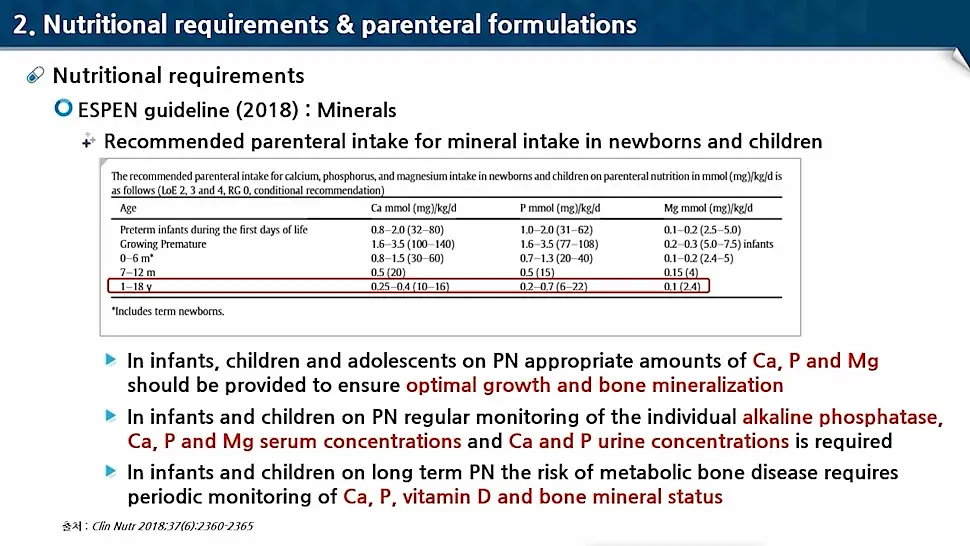 2. Nutritional requirements & parenteral formulations
Nutritional requirements
ESPEN guideline (2018) : Minerals
Recommended parenteral intake for mineral intake in newborns and children
The recommended parenteral intake for calcium, phosphorus, and magnesium intake in newborns and children on parenteral nutrition in mmol (mg)/kg/d is
as follows (LoE 2, 3 and 4, RG 0, conditional recommendation)
Age Ca mmol (mg)/kg/d P mmol (mg)/kg/d Mg mmol (mg)/kg/d
Preterm infants during the first days of life 0.8–2.0 (32–80) 1.0–2.0 (31–62) 0.1–0.2 (2.5–5.0)
Growing Premature 1.6–3.5 (100–140) 1.6–3.5 (77–108) 0.2–0.3 (5.0–7.5) infants
0–6 m* 0.8–1.5 (30–60) 0.7–1.3 (20–40) 0.1–0.2 (2.4–5)
7–12 m 0.5 (20) 0.5 (15) 0.15 (4)
1–18 y 0.25–0.4 (10–16) 0.2–0.7 (6–22) 0.1 (2.4)
*Includes term newborns.
In infants, children and adolescents on PN appropriate amounts of Ca, P and Mg
should be provided to ensure optimal growth and bone mineralization
In infants and children on PN regular monitoring of the individual alkaline phosphatase,
Ca, P and Mg serum concentrations and Ca and P urine concentrations is required
In infants and children on long term PN the risk of metabolic bone disease requires
periodic monitoring of Ca, P, vitamin D and bone mineral status
출처 : Clin Nutr 2018;37(6):2360-2365